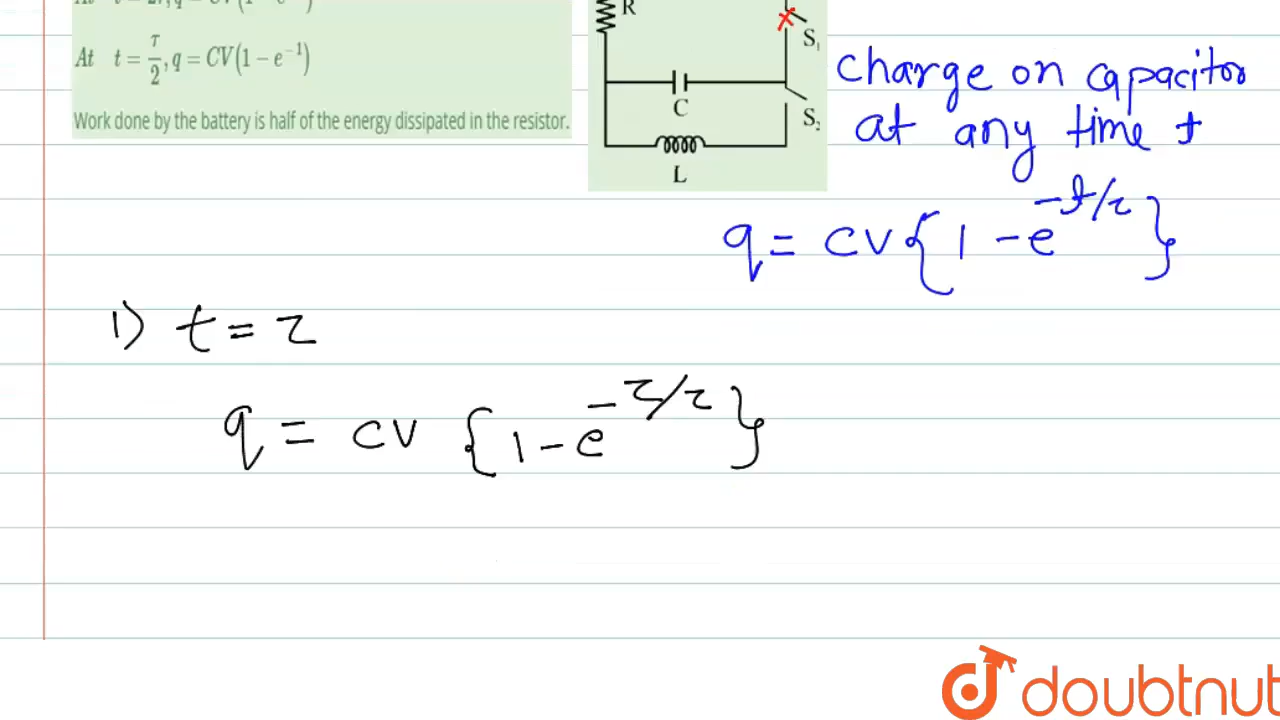 R
S₁
At t = τ/2, q = CV(1 − e⁻¹)
C
S₂
Work done by the battery is half of the energy dissipated in the resistor.
L
charge on capacitor
at any time t
q = CV{1 − e^(−t/τ)}
1) t = τ
q = CV {1 − e^(−τ/τ)}
doubtnut